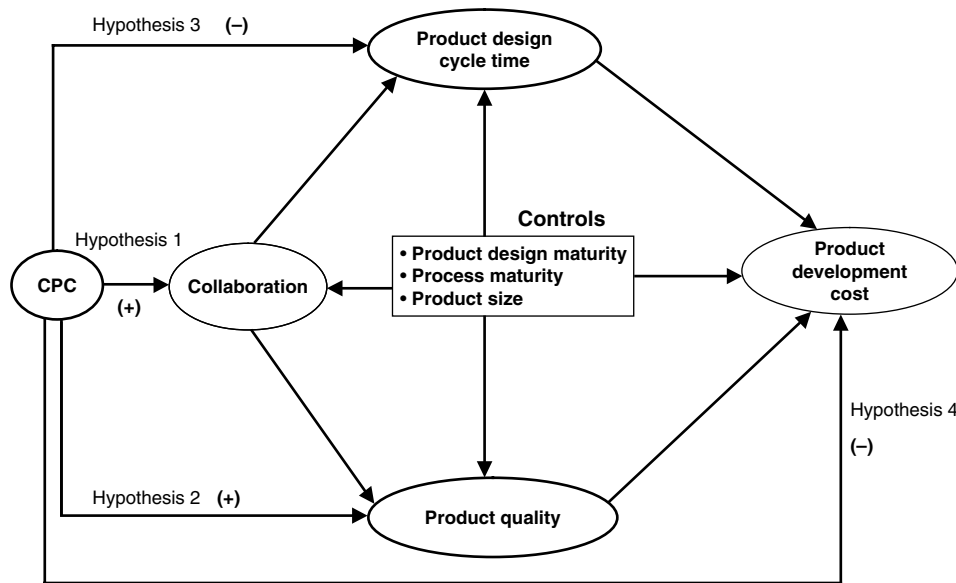 Hypothesis 3 (–)
Product design
cycle time
Controls
Hypothesis 1
• Product design maturity
• Process maturity
• Product size
CPC
(+)
Collaboration
Product
development
cost
Hypothesis 4
(–)
Hypothesis 2 (+)
Product quality